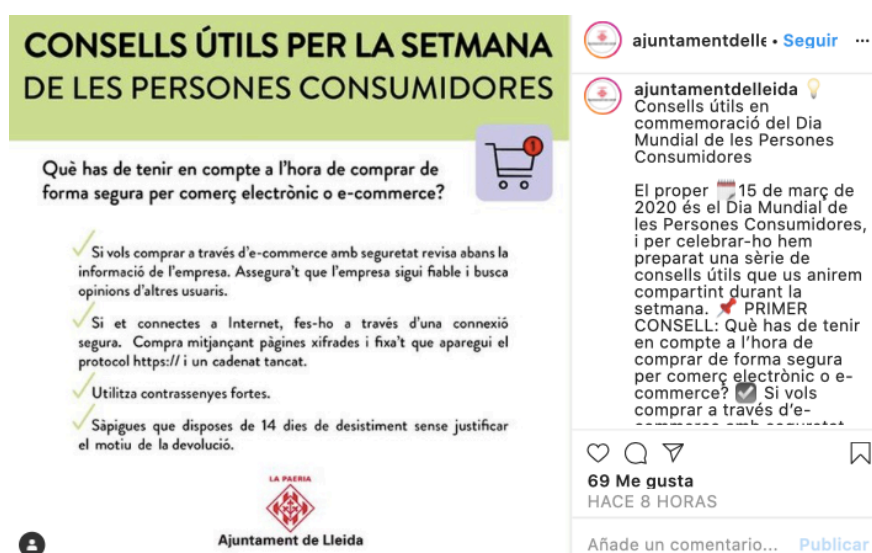 CONSELLS ÚTILS PER LA SETMANA
DE LES PERSONES CONSUMIDORES
Què has de tenir en compte a l'hora de comprar de
forma segura per comerç electrònic o e-commerce?
1
Si vols comprar a través d'e-commerce amb seguretat revisa abans la
informació de l'empresa. Assegura't que l'empresa sigui fiable i busca
opinions d'altres usuaris.
Si et connectes a Internet, fes-ho a través d'una connexió
segura. Compra mitjançant pàgines xifrades i fixa't que aparegui el
protocol https:// i un cadenat tancat.
Utilitza contrassenyes fortes.
Sàpigues que disposes de 14 dies de desistiment sense justificar
el motiu de la devolució.
LA PAERIA
Ajuntament de Lleida
ajuntamentdelle • Seguir ...
ajuntamentdelleida 💡
Consells útils en
commemoració del Dia
Mundial de les Persones
Consumidores
El proper 🗓️15 de març de
2020 és el Dia Mundial de
les Persones Consumidores,
i per celebrar-ho hem
preparat una sèrie de
consells útils que us anirem
compartint durant la
setmana. 📌 PRIMER
CONSELL: Què has de tenir
en compte a l'hora de
comprar de forma segura
per comerç electrònic o e-
commerce? ☑️ Si vols
comprar a través d'e-
commerce amb seguretat
69 Me gusta
HACE 8 HORAS
Añade un comentario... Publicar